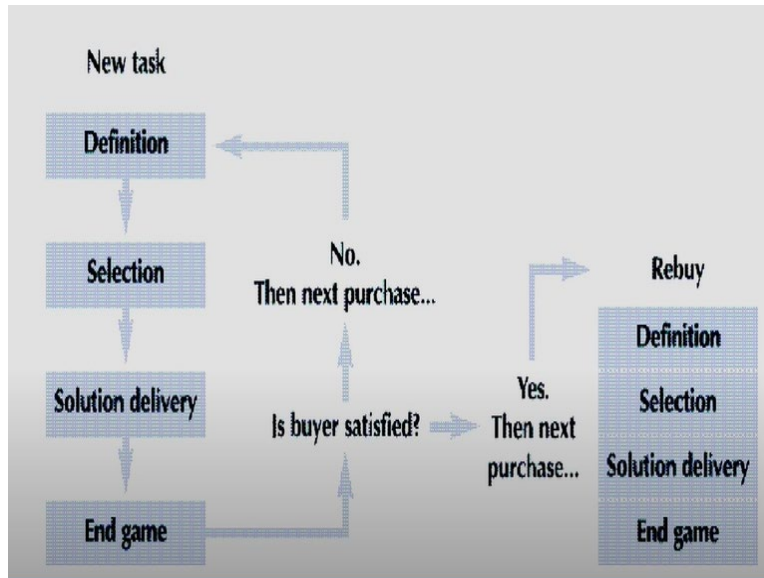 New task
Definition
Selection
Solution delivery
End game
No.
Then next purchase...
Is buyer satisfied?
Yes.
Then next
purchase...
Rebuy
Definition
Selection
Solution delivery
End game